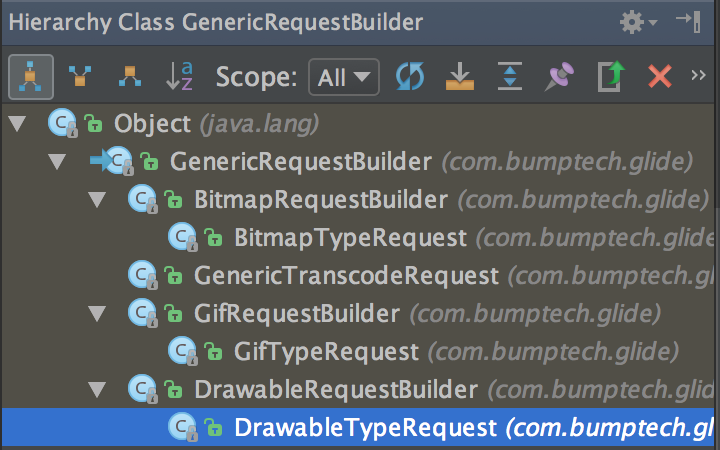 Hierarchy Class GenericRequestBuilder
Scope: All
Object (java.lang)
GenericRequestBuilder (com.bumptech.glide)
BitmapRequestBuilder (com.bumptech.glide)
BitmapTypeRequest (com.bumptech.glide
GenericTranscodeRequest (com.bumptech.gl
GifRequestBuilder (com.bumptech.glide)
GifTypeRequest (com.bumptech.glide)
DrawableRequestBuilder (com.bumptech.glid
DrawableTypeRequest (com.bumptech.gl